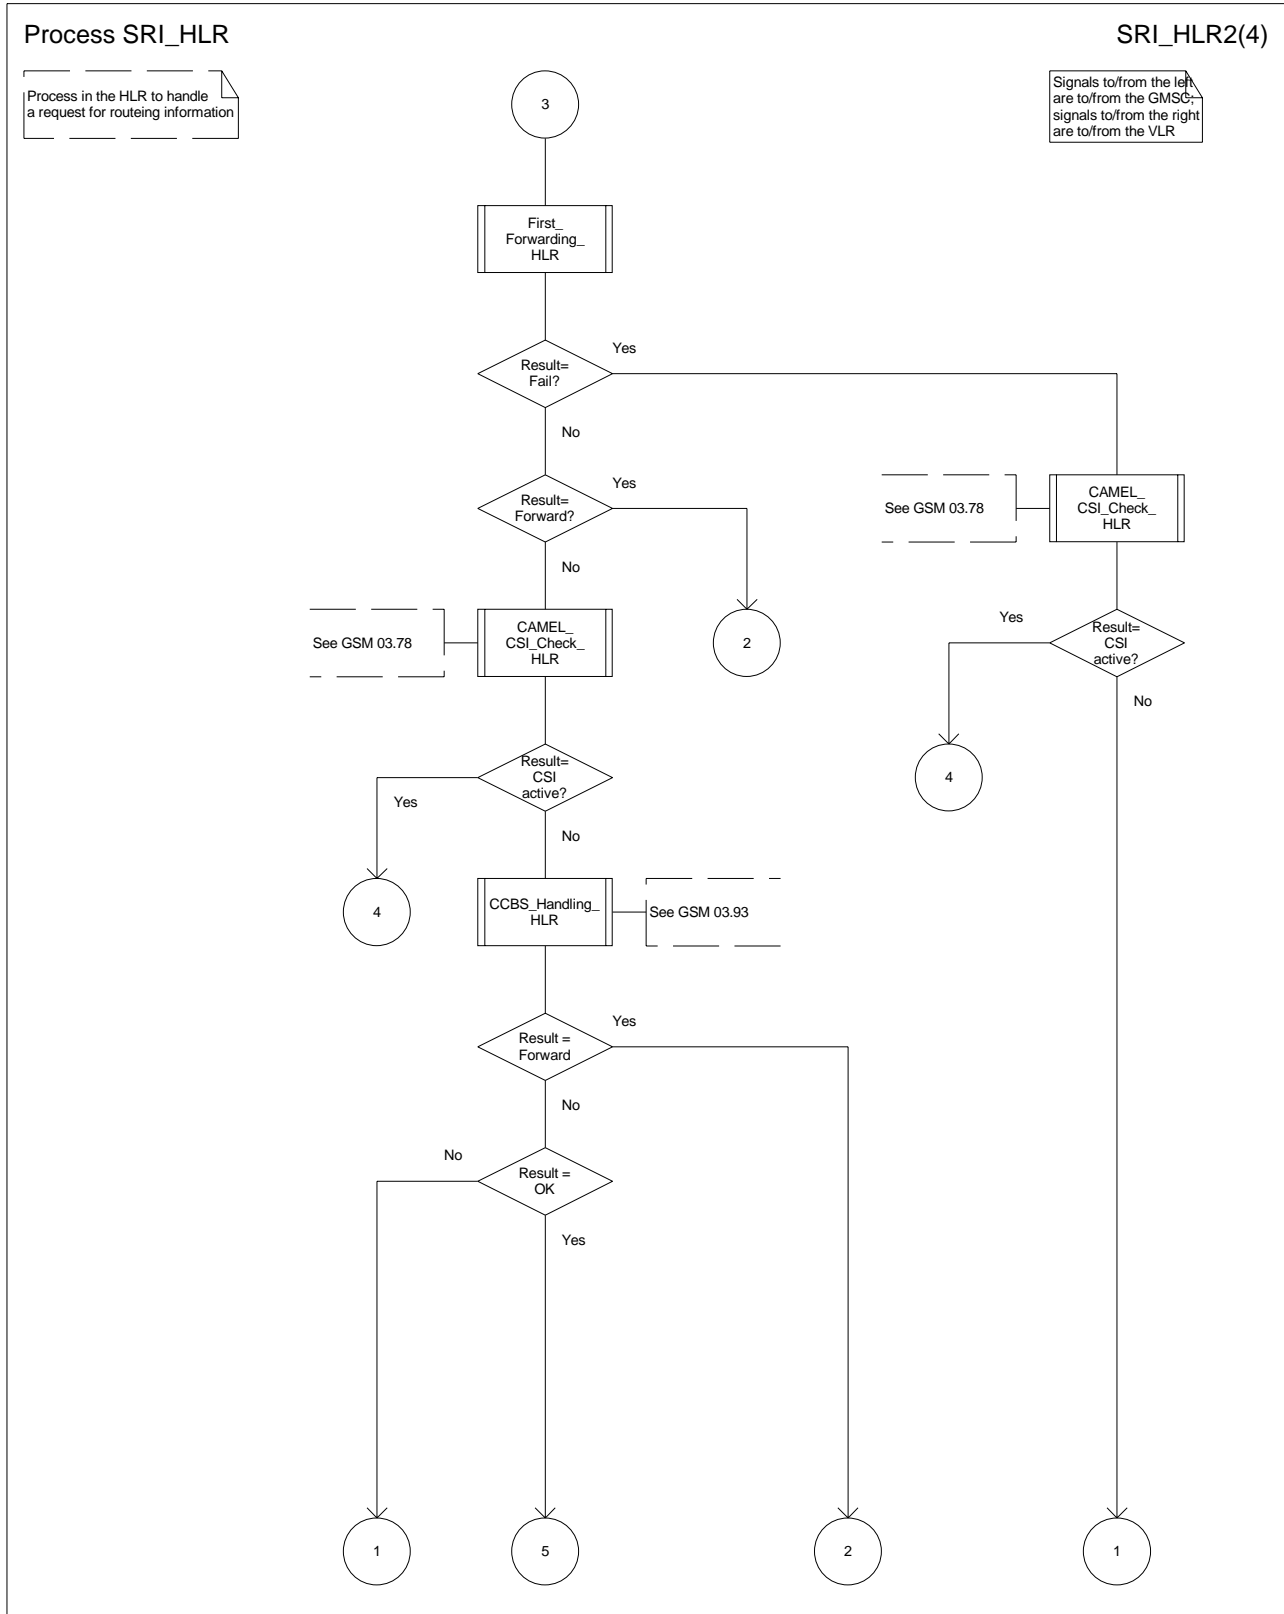 Process SRI_HLR
SRI_HLR2(4)
Process in the HLR to handle
a request for routeing information
3
Signals to/from the left
are to/from the GMSC;
signals to/from the right
are to/from the VLR
First_
Forwarding_
HLR
Result=
Fail?
Yes
No
Result=
Forward?
Yes
No
See GSM 03.78
CAMEL_
CSI_Check_
HLR
See GSM 03.78
CAMEL_
CSI_Check_
HLR
2
Yes
Result=
CSI
active?
No
Result=
CSI
active?
Yes
No
4
4
CCBS_Handling_
HLR
See GSM 03.93
Result =
Forward
Yes
No
No
Result =
OK
Yes
1
5
2
1